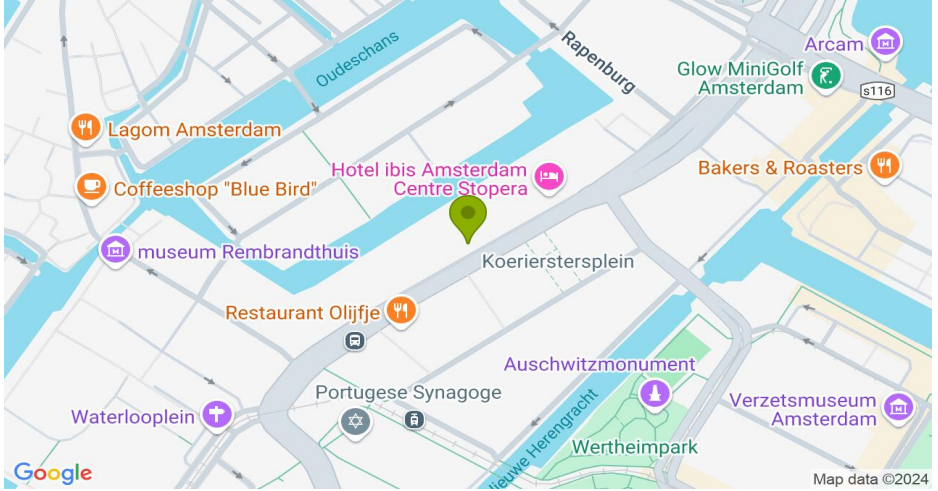 Oudeschans
Rapenburg
Arcam
Glow MiniGolf
Amsterdam
s116
Lagom Amsterdam
Coffeeshop "Blue Bird"
Hotel ibis Amsterdam
Centre Stopera
Bakers & Roasters
museum Rembrandthuis
Koerierstersplein
Restaurant Olijfje
Auschwitzmonument
Portugese Synagoge
Waterlooplein
Verzetsmuseum
Amsterdam
Nieuwe Herengracht
Wertheimpark
Google
Map data ©2024